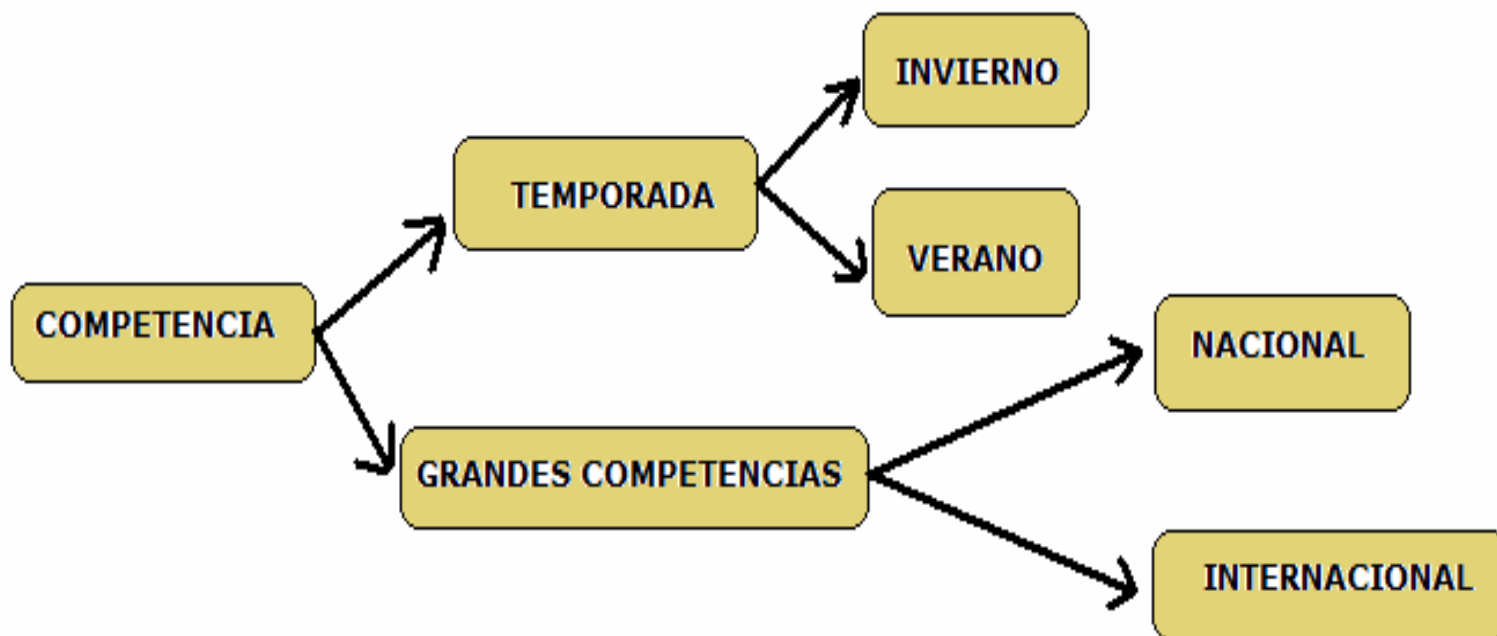 INVIERNO
TEMPORADA
VERANO
COMPETENCIA
NACIONAL
GRANDES COMPETENCIAS
INTERNACIONAL